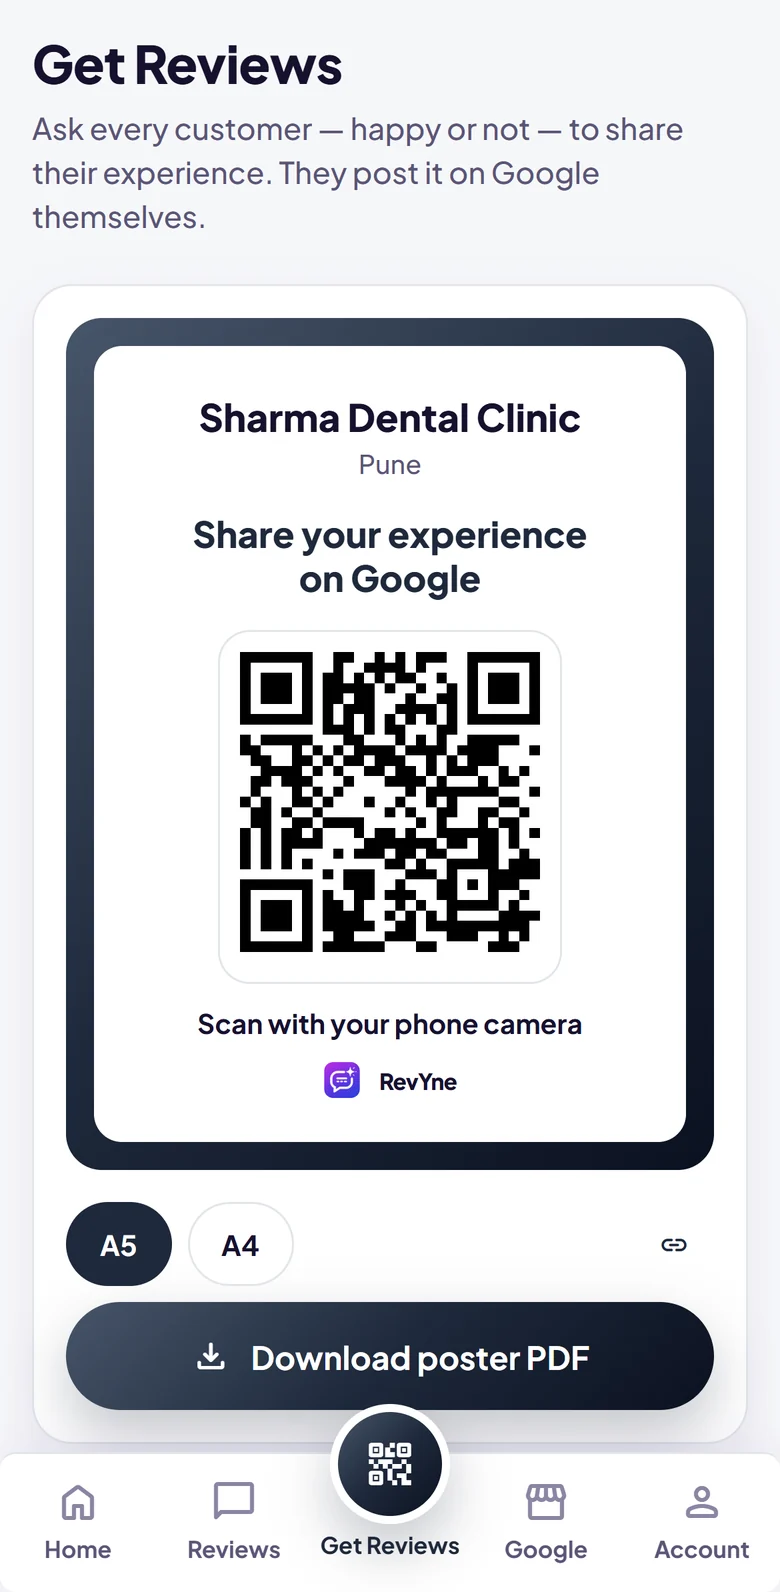 Get Reviews
Ask every customer — happy or not — to share
their experience. They post it on Google
themselves.
Sharma Dental Clinic
Pune
Share your experience
on Google
Scan with your phone camera
RevYne
A5
A4
Download poster PDF
Home
Reviews
Get Reviews
Google
Account